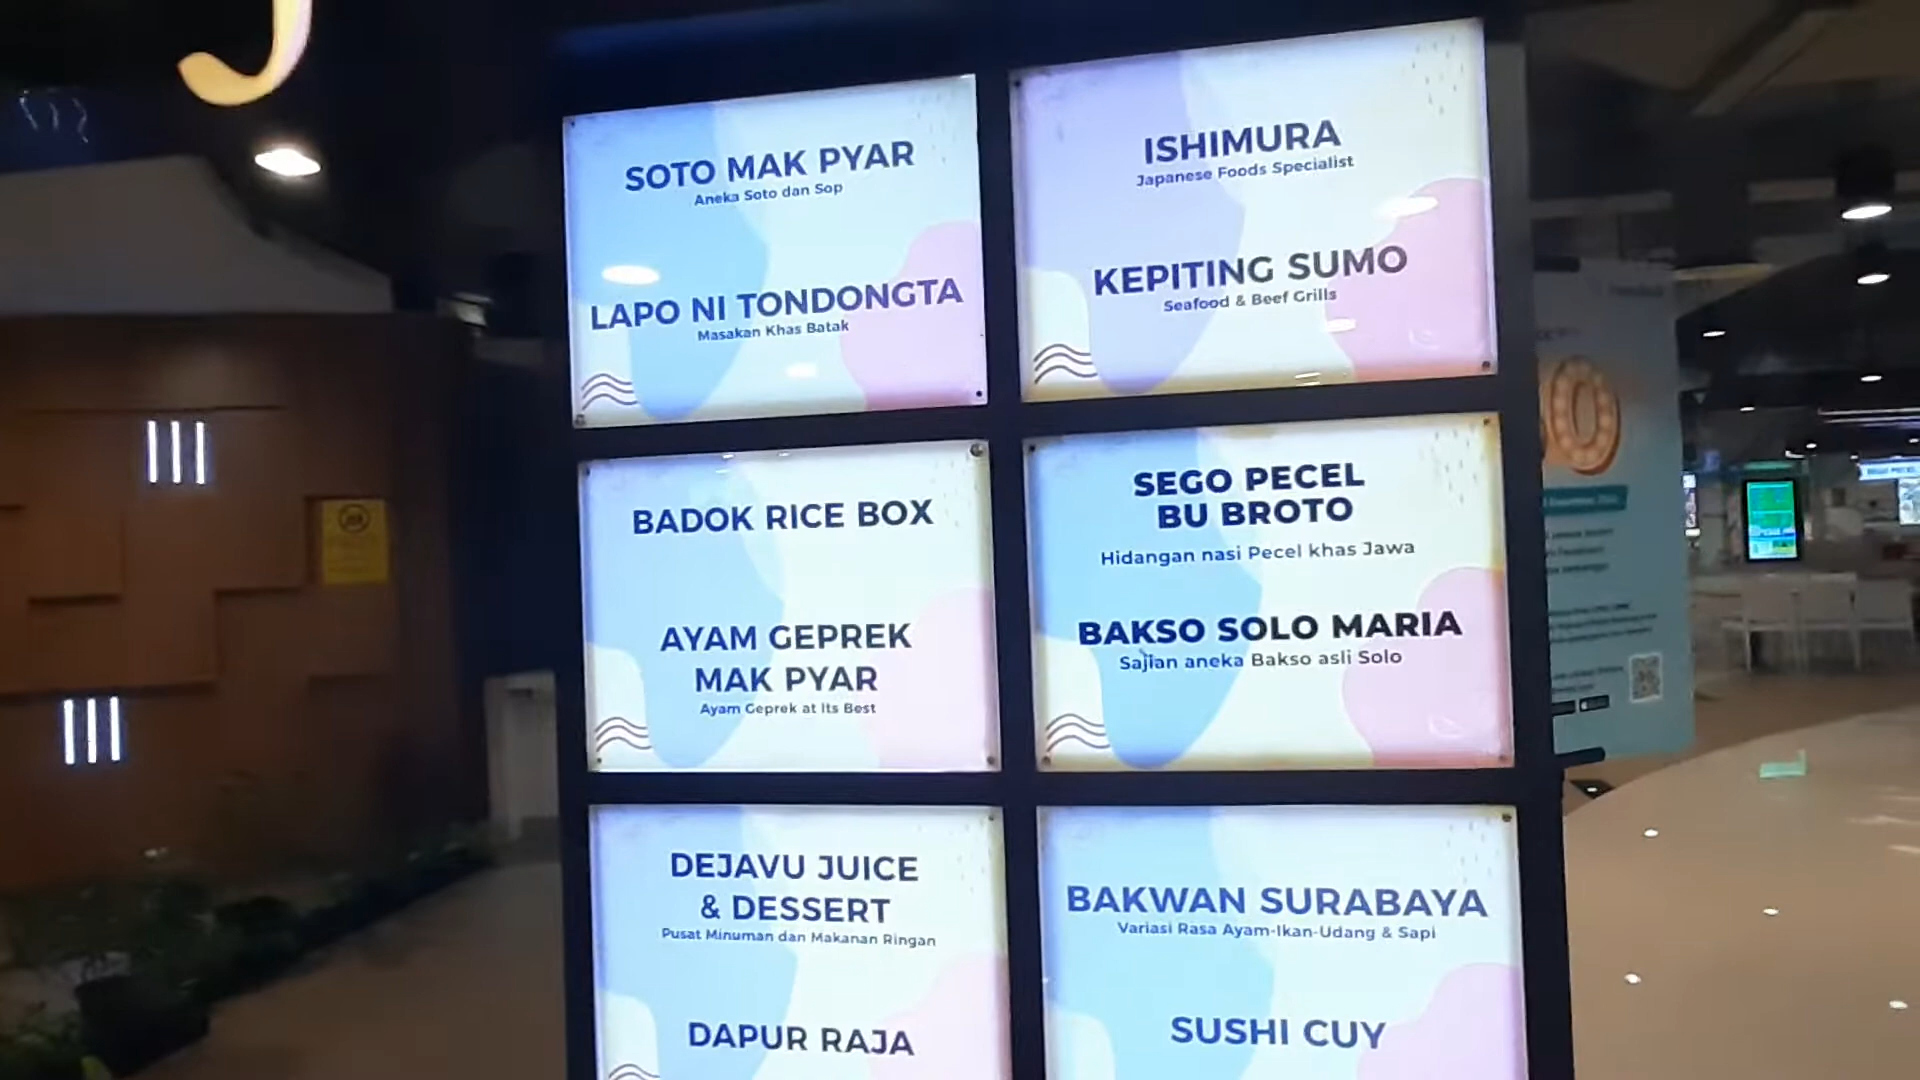 SOTO MAK PYAR
Aneka Soto dan Sop
LAPO NI TONDONGTA
Masakan Khas Batak
ISHIMURA
Japanese Foods Specialist
KEPITING SUMO
Seafood & Beef Grills
BADOK RICE BOX
AYAM GEPREK
MAK PYAR
Ayam Geprek at Its Best
SEGO PECEL
BU BROTO
Hidangan nasi Pecel khas Jawa
BAKSO SOLO MARIA
Sajian aneka Bakso asli Solo
DEJAVU JUICE
& DESSERT
Pusat Minuman dan Makanan Ringan
DAPUR RAJA
BAKWAN SURABAYA
Variasi Rasa Ayam-Ikan-Udang & Sapi
SUSHI CUY